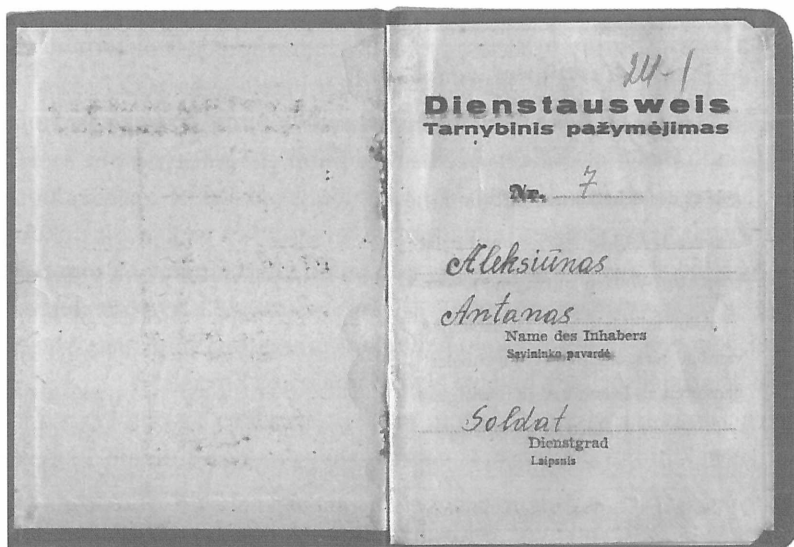 24-1
Dienstausweis
Tarnybinis pažymėjimas
Nr. 7
Aleksiūnas
Antanas
Name des Inhabers
Savininko pavardė
Soldat
Dienstgrad
Laipsnis